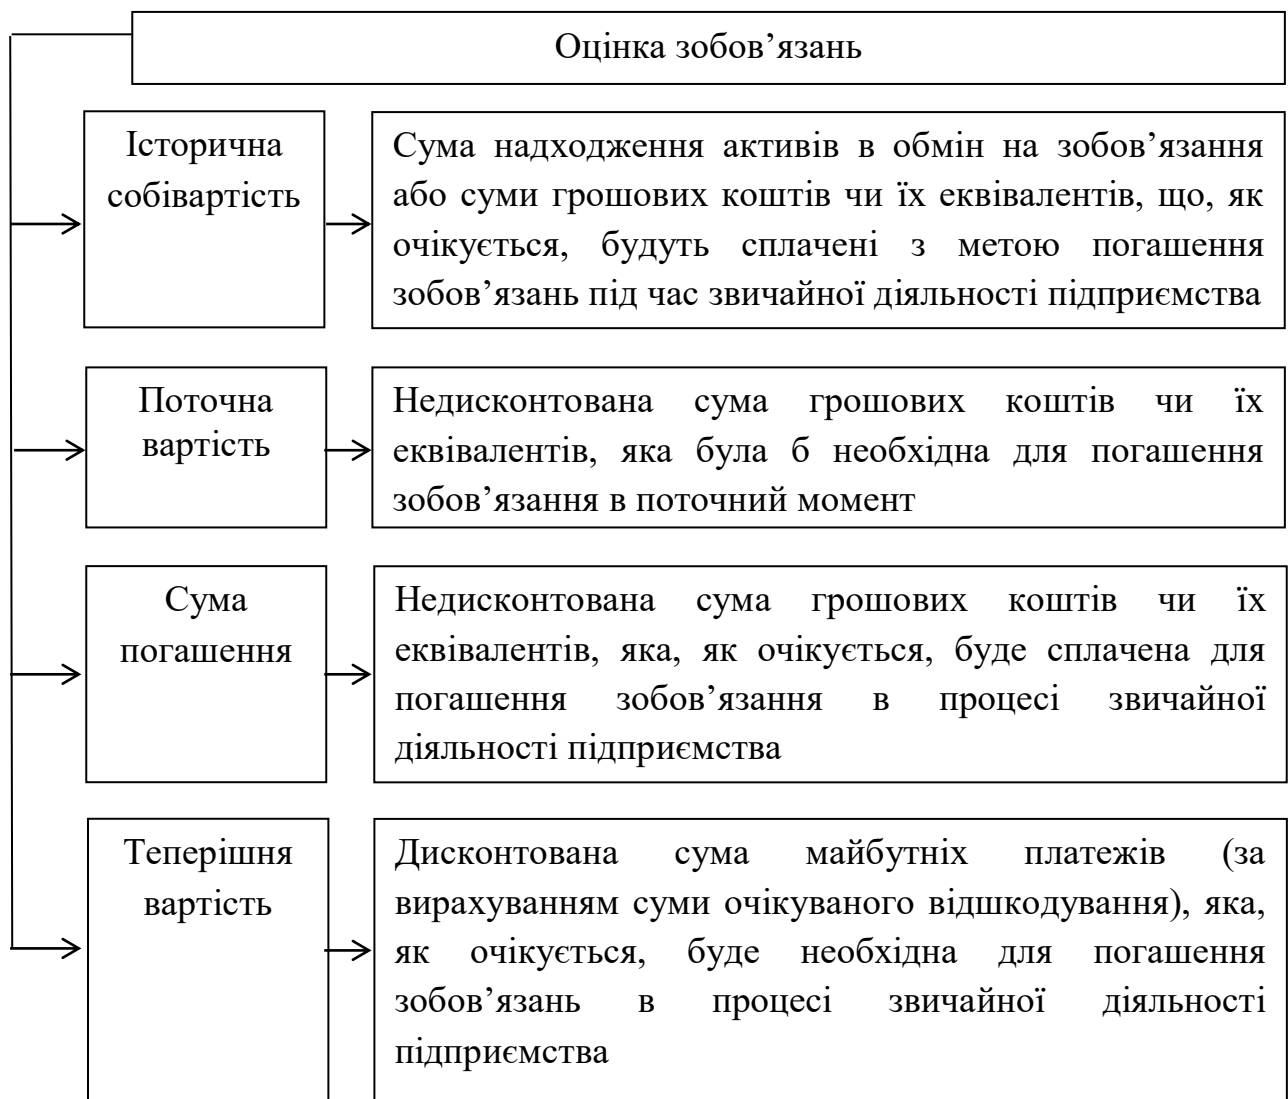 Оцінка зобов’язань
Історична
собівартість
Сума надходження активів в обмін на зобов’язання
або суми грошових коштів чи їх еквівалентів, що, як
очікується, будуть сплачені з метою погашення
зобов’язань під час звичайної діяльності підприємства
Поточна
вартість
Недисконтована сума грошових коштів чи їх
еквівалентів, яка була б необхідна для погашення
зобов’язання в поточний момент
Сума
погашення
Недисконтована сума грошових коштів чи їх
еквівалентів, яка, як очікується, буде сплачена для
погашення зобов’язання в процесі звичайної
діяльності підприємства
Теперішня
вартість
Дисконтована сума майбутніх платежів (за
вирахуванням суми очікуваного відшкодування), яка,
як очікується, буде необхідна для погашення
зобов’язань в процесі звичайної діяльності
підприємства